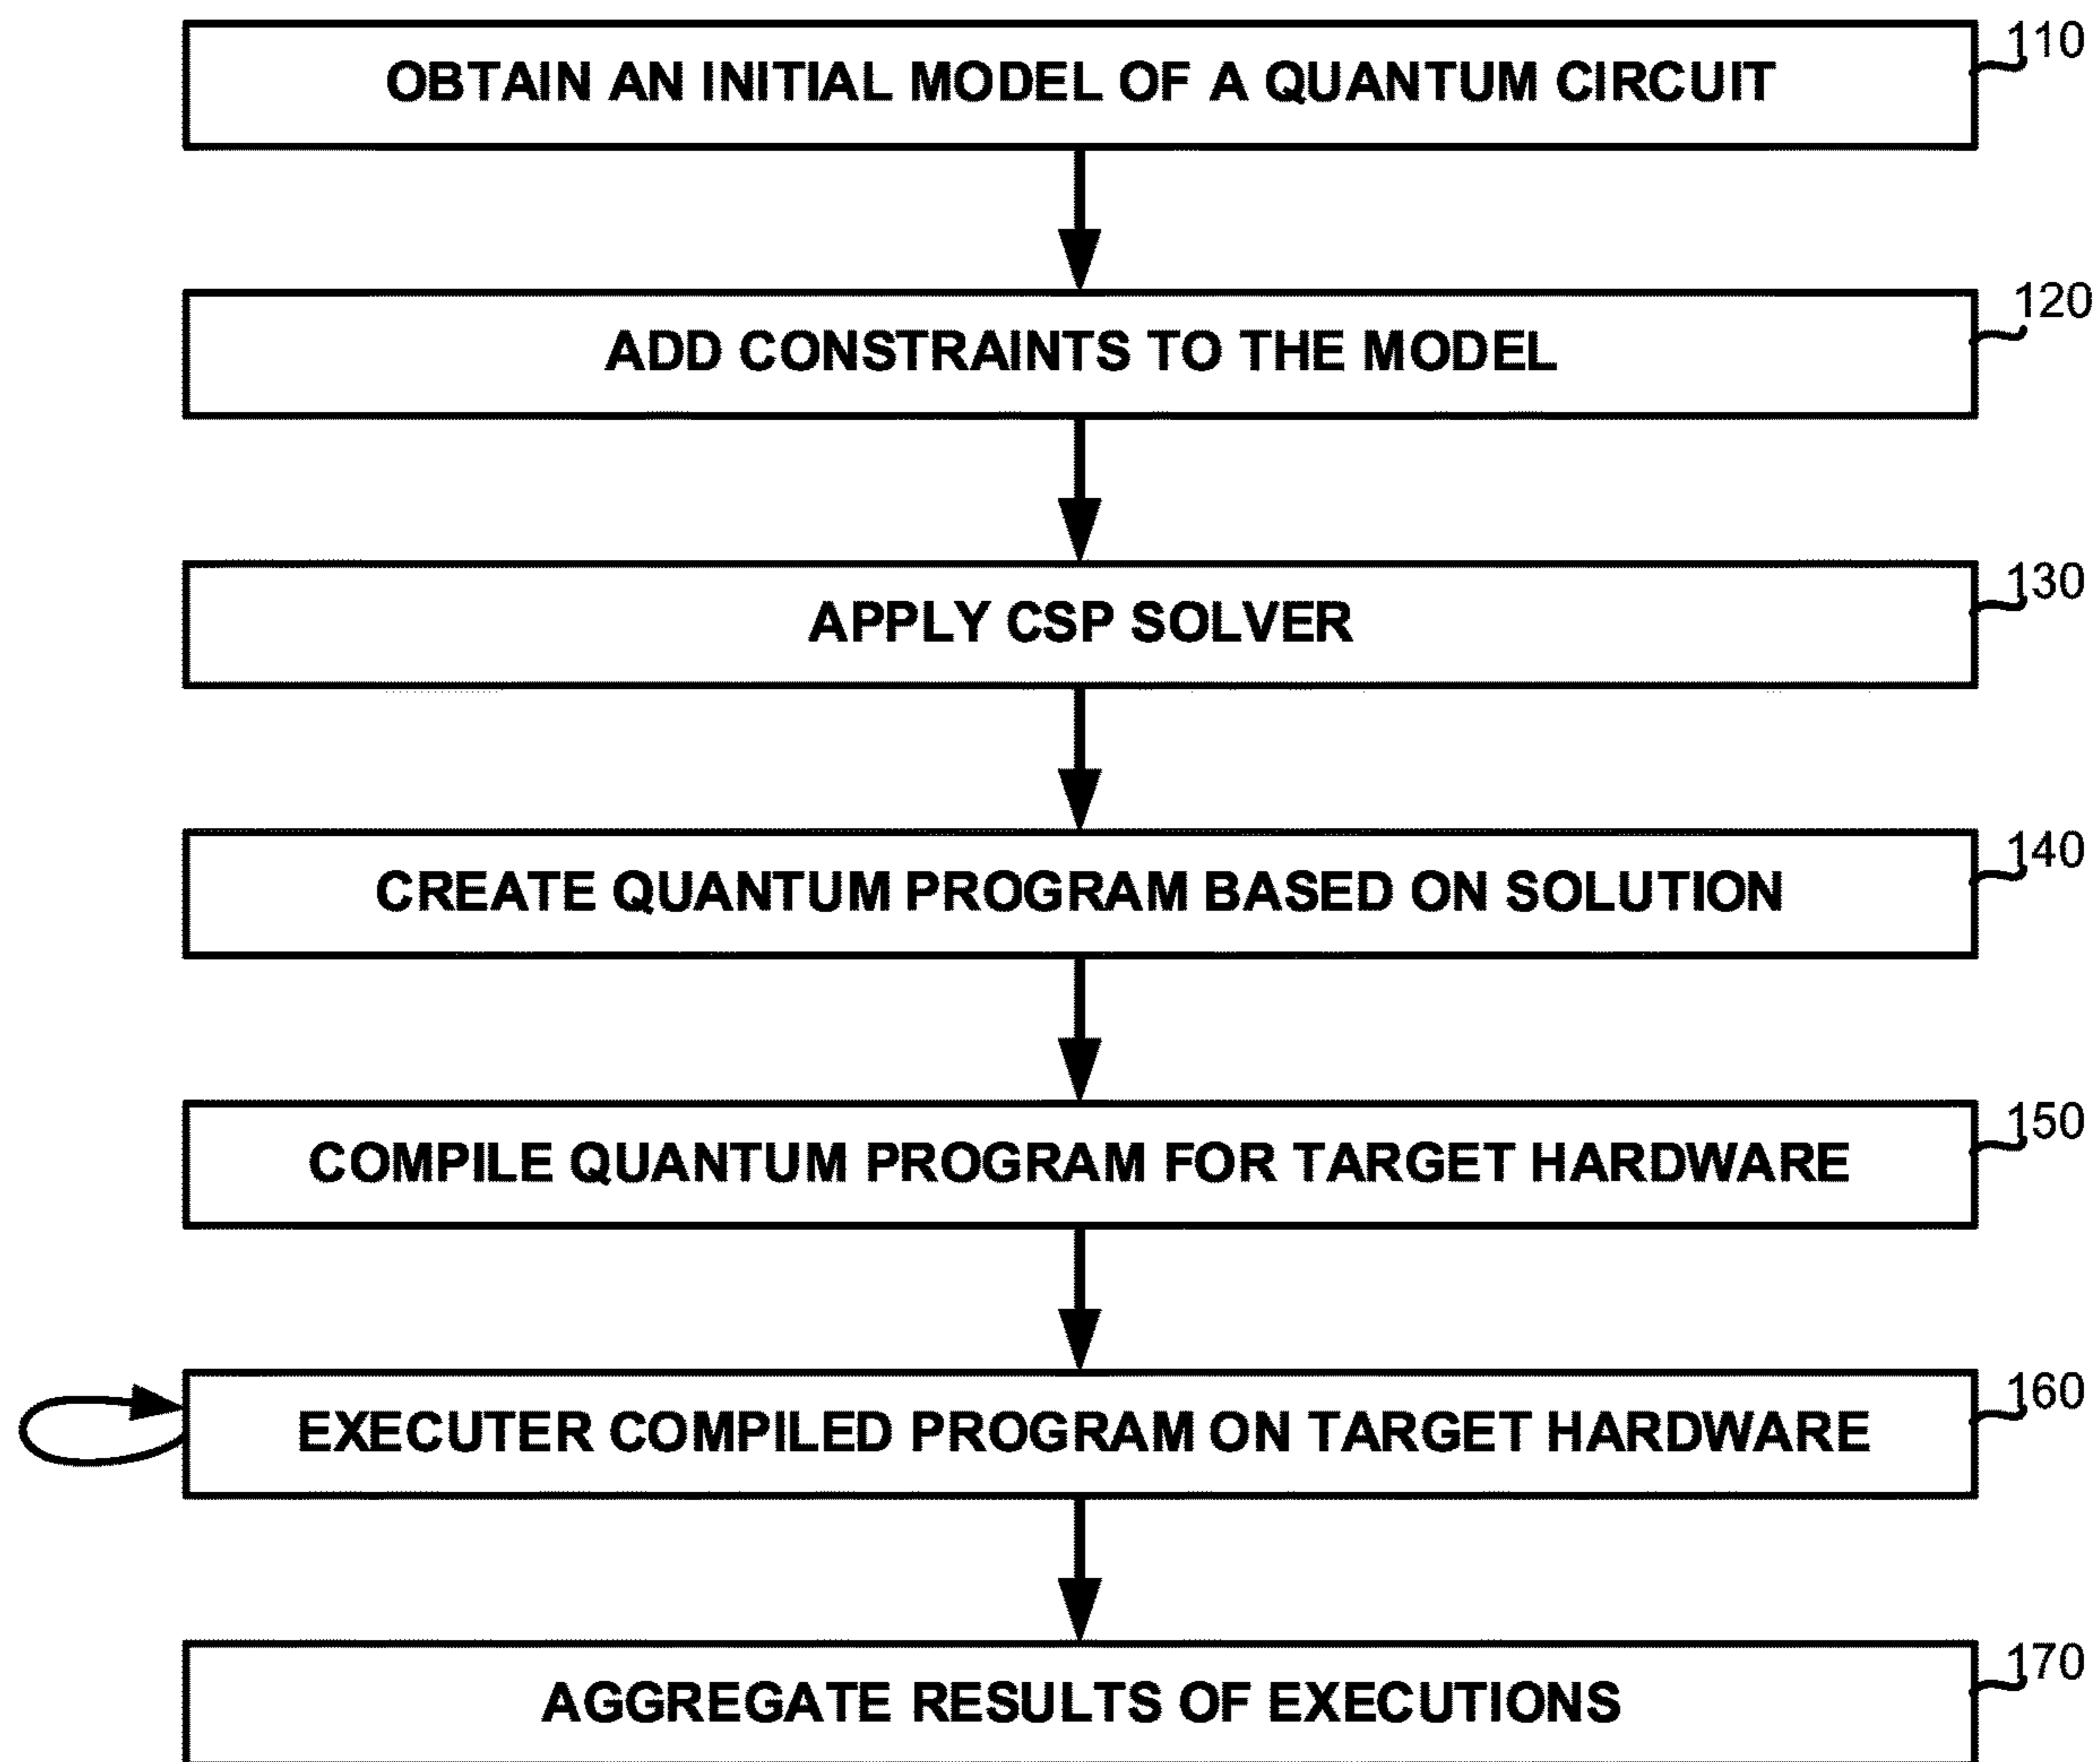 110
OBTAIN AN INITIAL MODEL OF A QUANTUM CIRCUIT
120
ADD CONSTRAINTS TO THE MODEL
130
APPLY CSP SOLVER
140
CREATE QUANTUM PROGRAM BASED ON SOLUTION
150
COMPILE QUANTUM PROGRAM FOR TARGET HARDWARE
160
EXECUTER COMPILED PROGRAM ON TARGET HARDWARE
170
AGGREGATE RESULTS OF EXECUTIONS